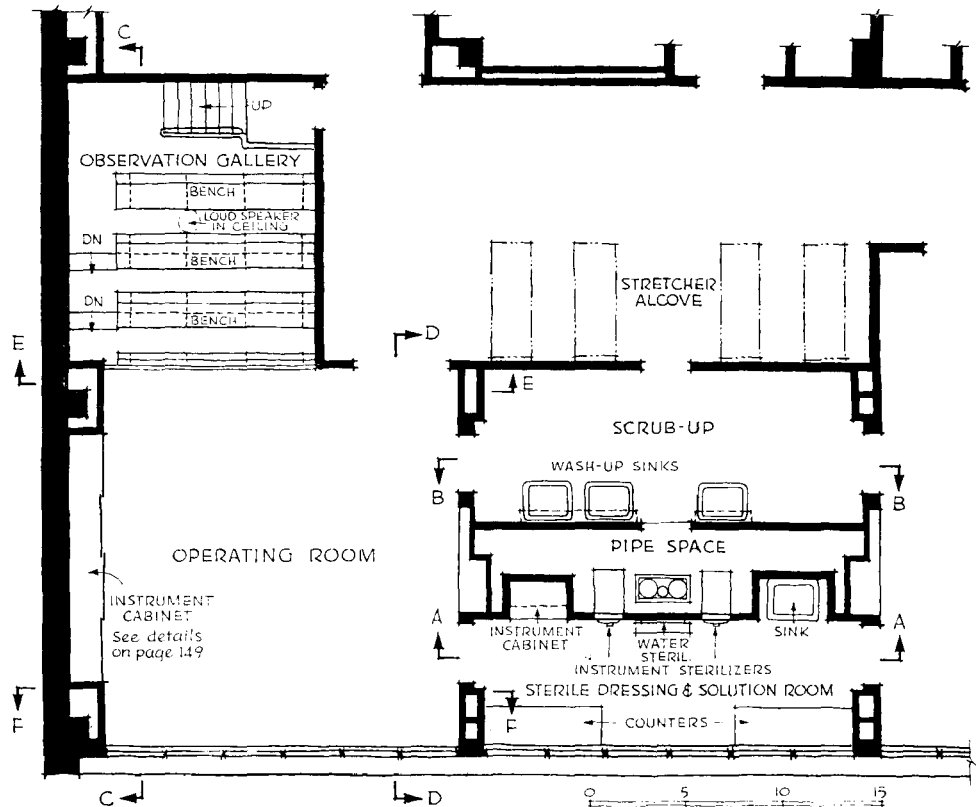 C
UP
OBSERVATION GALLERY
BENCH
LOUD SPEAKER
IN CEILING
DN
BENCH
DN
BENCH
STRETCHER
ALCOVE
E
D
E
SCRUB-UP
WASH-UP SINKS
B
B
OPERATING ROOM
PIPE SPACE
INSTRUMENT
CABINET
See details
on page 149
A
INSTRUMENT
CABINET
WATER
STERIL.
SINK
A
INSTRUMENT STERILIZERS
STERILE DRESSING & SOLUTION ROOM
F
F
COUNTERS
C
D
0 5 10 15